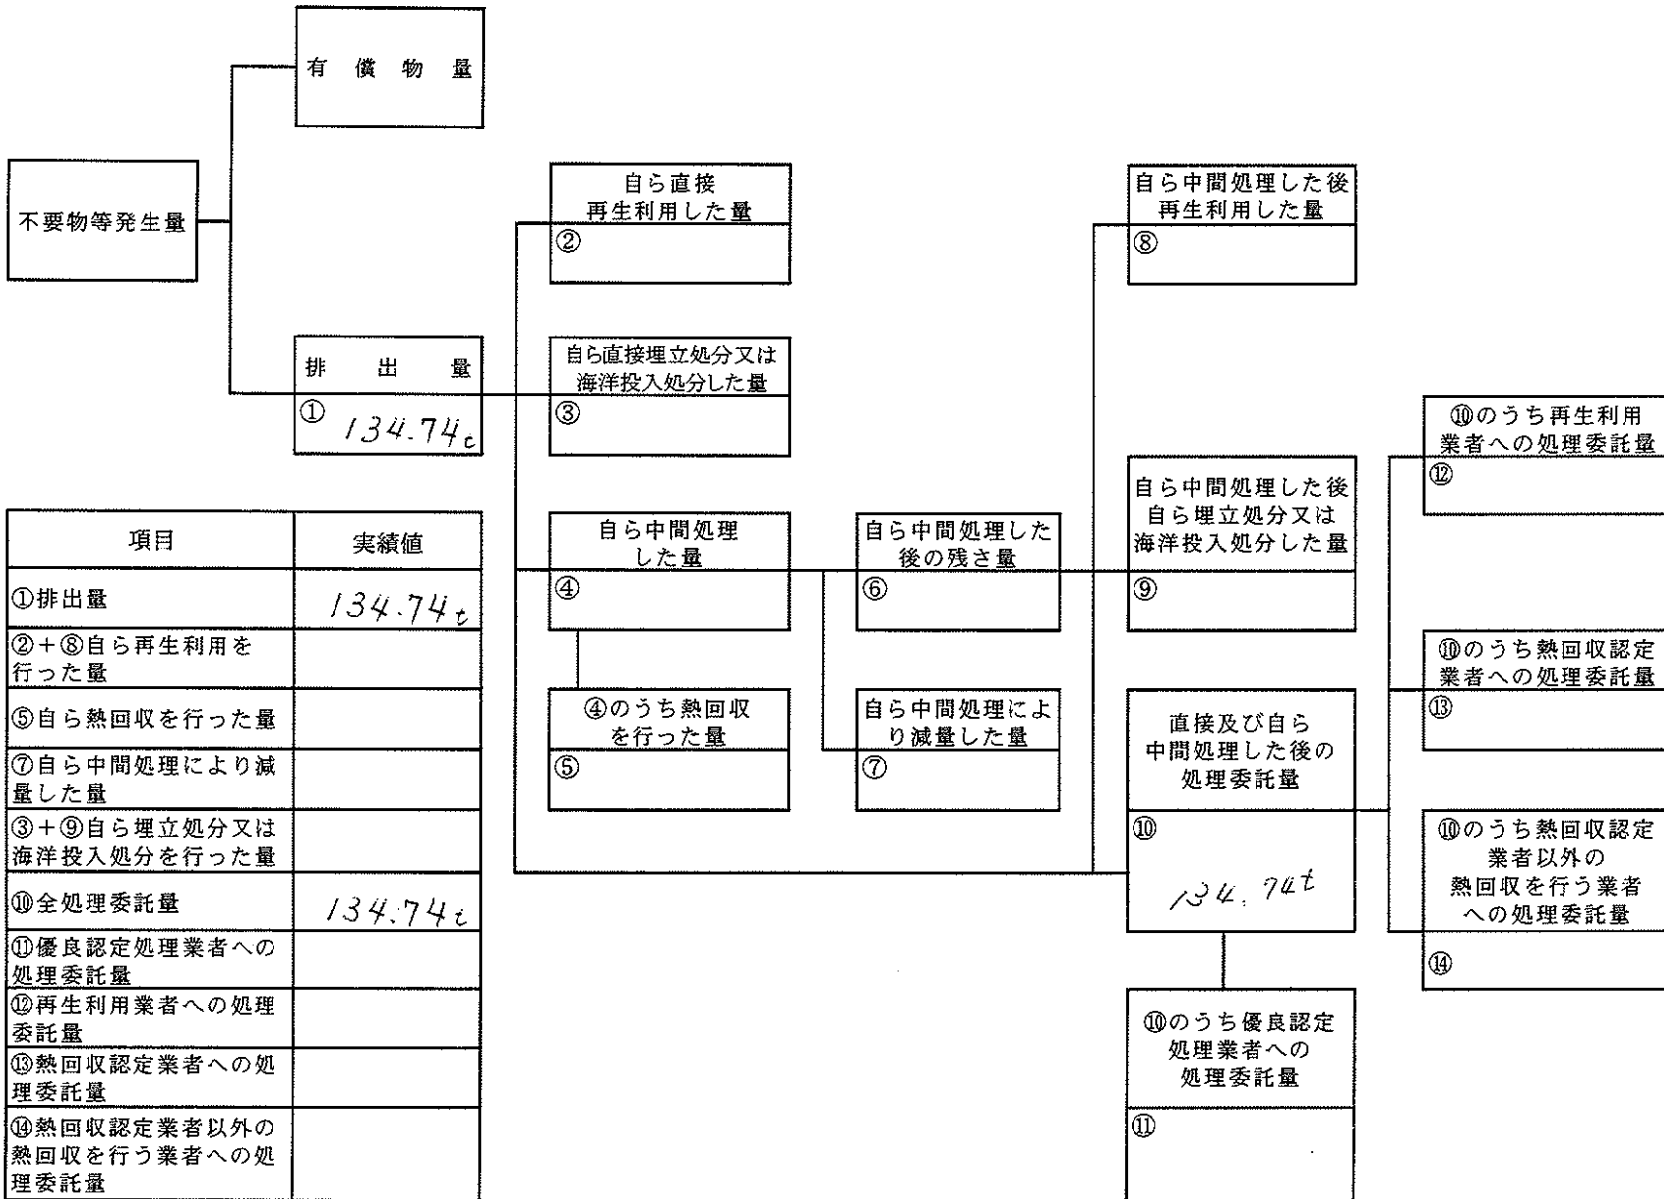 有償物量
不要物等発生量
排出量
① 134.74t
自ら直接
再生利用した量
②
自ら直接埋立処分又は
海洋投入処分した量
③
自ら中間処理
した量
④
④のうち熱回収
を行った量
⑤
自ら中間処理した
後の残さ量
⑥
自ら中間処理によ
り減量した量
⑦
自ら中間処理した後
再生利用した量
⑧
自ら中間処理した後
自ら埋立処分又は
海洋投入処分した量
⑨
直接及び自ら
中間処理した後の
処理委託量
⑩
134.74t
⑩のうち優良認定
処理業者への
処理委託量
⑪
⑩のうち再生利用
業者への処理委託量
⑫
⑩のうち熱回収認定
業者への処理委託量
⑬
⑩のうち熱回収認定
業者以外の
熱回収を行う業者
への処理委託量
⑭
項目 実績値
①排出量 134.74t
②+⑧自ら再生利用を
行った量
⑤自ら熱回収を行った量
⑦自ら中間処理により減
量した量
③+⑨自ら埋立処分又は
海洋投入処分を行った量
⑩全処理委託量 134.74t
⑪優良認定処理業者への
処理委託量
⑫再生利用業者への処理
委託量
⑬熱回収認定業者への処
理委託量
⑭熱回収認定業者以外の
熱回収を行う業者への処
理委託量